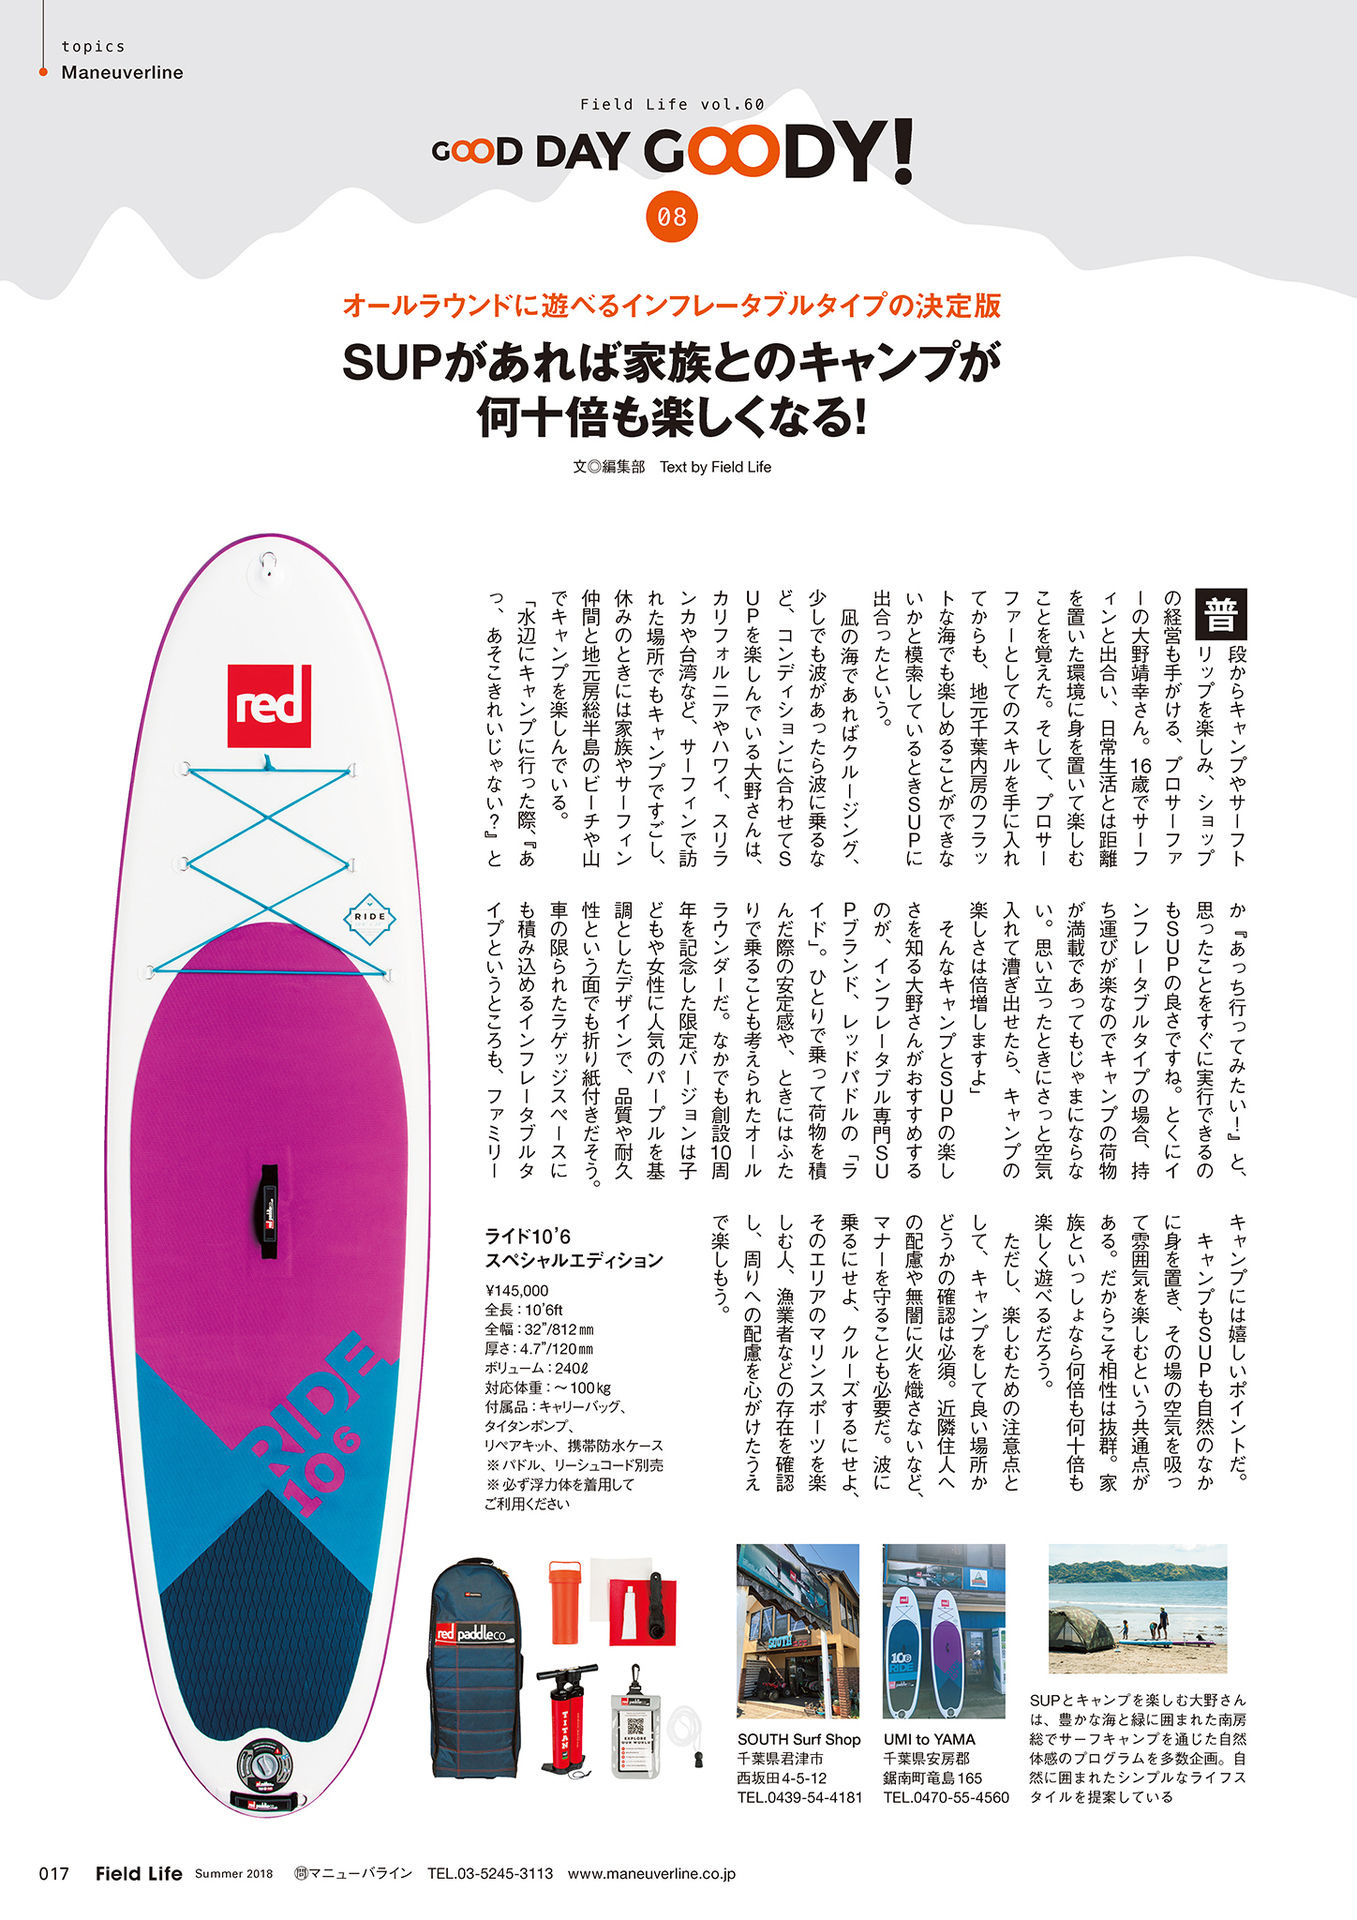 topics
Maneuverline
Field Life vol.60
GOOD DAY GOODY!
08
オールラウンドに遊べるインフレータブルタイプの決定版
SUPがあれば家族とのキャンプが
何十倍も楽しくなる!
文◎編集部　Text by Field Life
普段からキャンプやサーフト
リップを楽しみ、ショップ
の経営も手がける、プロサーファ
ーの大野靖幸さん。16歳でサーフ
ィンと出合い、日常生活とは距離
を置いた環境に身を置いて楽しむ
ことを覚えた。そして、プロサー
ファーとしてのスキルを手に入れ
てからも、地元千葉内房のフラッ
トな海でも楽しめることができな
いかと模索しているときSUPに
出合ったという。
　凪の海であればクルージング、
少しでも波があったら波に乗るな
ど、コンディションに合わせてS
UPを楽しんでいる大野さんは、
カリフォルニアやハワイ、スリラ
ンカや台湾など、サーフィンで訪
れた場所でもキャンプですごし、
休みのときには家族やサーフィン
仲間と地元房総半島のビーチや山
でキャンプを楽しんでいる。
「水辺にキャンプに行った際、『あ
っ、あそこきれいじゃない？』と
か『あっち行ってみたい！』と、
思ったことをすぐに実行できるの
もSUPの良さですね。とくにイ
ンフレータブルタイプの場合、持
ち運びが楽なのでキャンプの荷物
が満載であってもじゃまにならな
い。思い立ったときにさっと空気
入れて漕ぎ出せたら、キャンプの
楽しさは倍増しますよ」
　そんなキャンプとSUPの楽し
さを知る大野さんがおすすめする
のが、インフレータブル専門SU
Pブランド、レッドパドルの「ラ
イド」。ひとりで乗って荷物を積
んだ際の安定感や、ときにはふた
りで乗ることも考えられたオール
ラウンダーだ。なかでも創設10周
年を記念した限定バージョンは子
どもや女性に人気のパープルを基
調としたデザインで、品質や耐久
性という面でも折り紙付きだそう。
車の限られたラゲッジスペースに
も積み込めるインフレータブルタ
イプというところも、ファミリー
キャンプには嬉しいポイントだ。
　キャンプもSUPも自然のなか
に身を置き、その場の空気を吸っ
て雰囲気を楽しむという共通点が
ある。だからこそ相性は抜群。家
族といっしょなら何倍も何十倍も
楽しく遊べるだろう。
　ただし、楽しむための注意点と
して、キャンプをして良い場所か
どうかの確認は必須。近隣住人へ
の配慮や無闇に火を熾さないなど、
マナーを守ることも必要だ。波に
乗るにせよ、クルーズするにせよ、
そのエリアのマリンスポーツを楽
しむ人、漁業者などの存在を確認
し、周りへの配慮を心がけたうえ
で楽しもう。
red
RIDE
RIDE
10'6
ライド10’6
スペシャルエディション
¥145,000
全長：10’6ft
全幅：32”/812㎜
厚さ：4.7”/120㎜
ボリューム：240ℓ
対応体重：～100㎏
付属品：キャリーバッグ、
タイタンポンプ、
リペアキット、携帯防水ケース
※パドル、リーシュコード別売
※必ず浮力体を着用して
ご利用ください
red paddleco
TITAN
EXPLORE
OUR WORLD
SOUTH
SOUTH Surf Shop
千葉県君津市
西坂田4-5-12
TEL.0439-54-4181
UMI to YAMA
千葉県安房郡
鋸南町竜島165
TEL.0470-55-4560
SUPとキャンプを楽しむ大野さん
は、豊かな海と緑に囲まれた南房
総でサーフキャンプを通じた自然
体感のプログラムを多数企画。自
然に囲まれたシンプルなライフス
タイルを提案している
017　Field Life　Summer 2018　㉄マニューバライン　TEL.03-5245-3113　www.maneuverline.co.jp